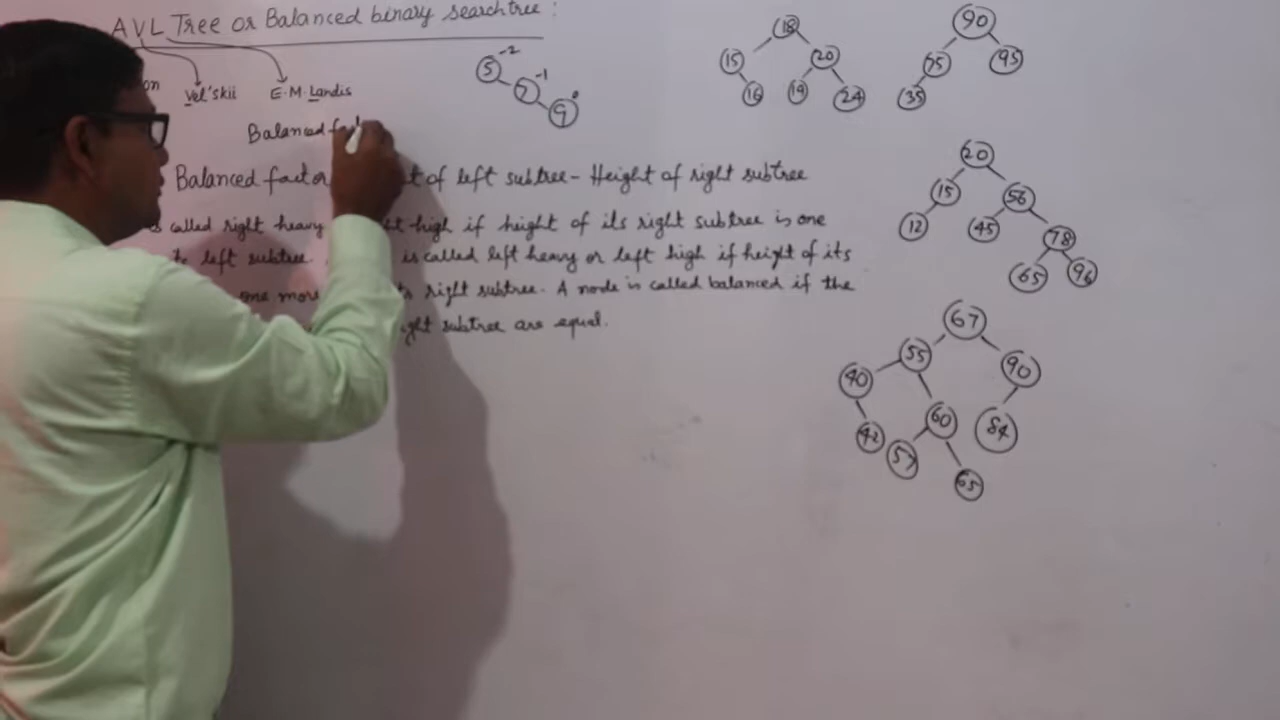 AVL Tree or Balanced binary search tree:
on Vel'skii E.M. Landis
Balanced fact
Balanced factor t of left subtree - Height of right subtree
called right heavy t high if height of its right subtree is one
left subtree. is called left heavy or left high if height of its
more right subtree. A node is called balanced if the
ght subtree are equal.
5 -2
7 -1
9 0
18
15 20
16 19 24
90
75 95
35
20
15 56
12 45 78
65 96
67
55 90
40 60 84
42 57 65